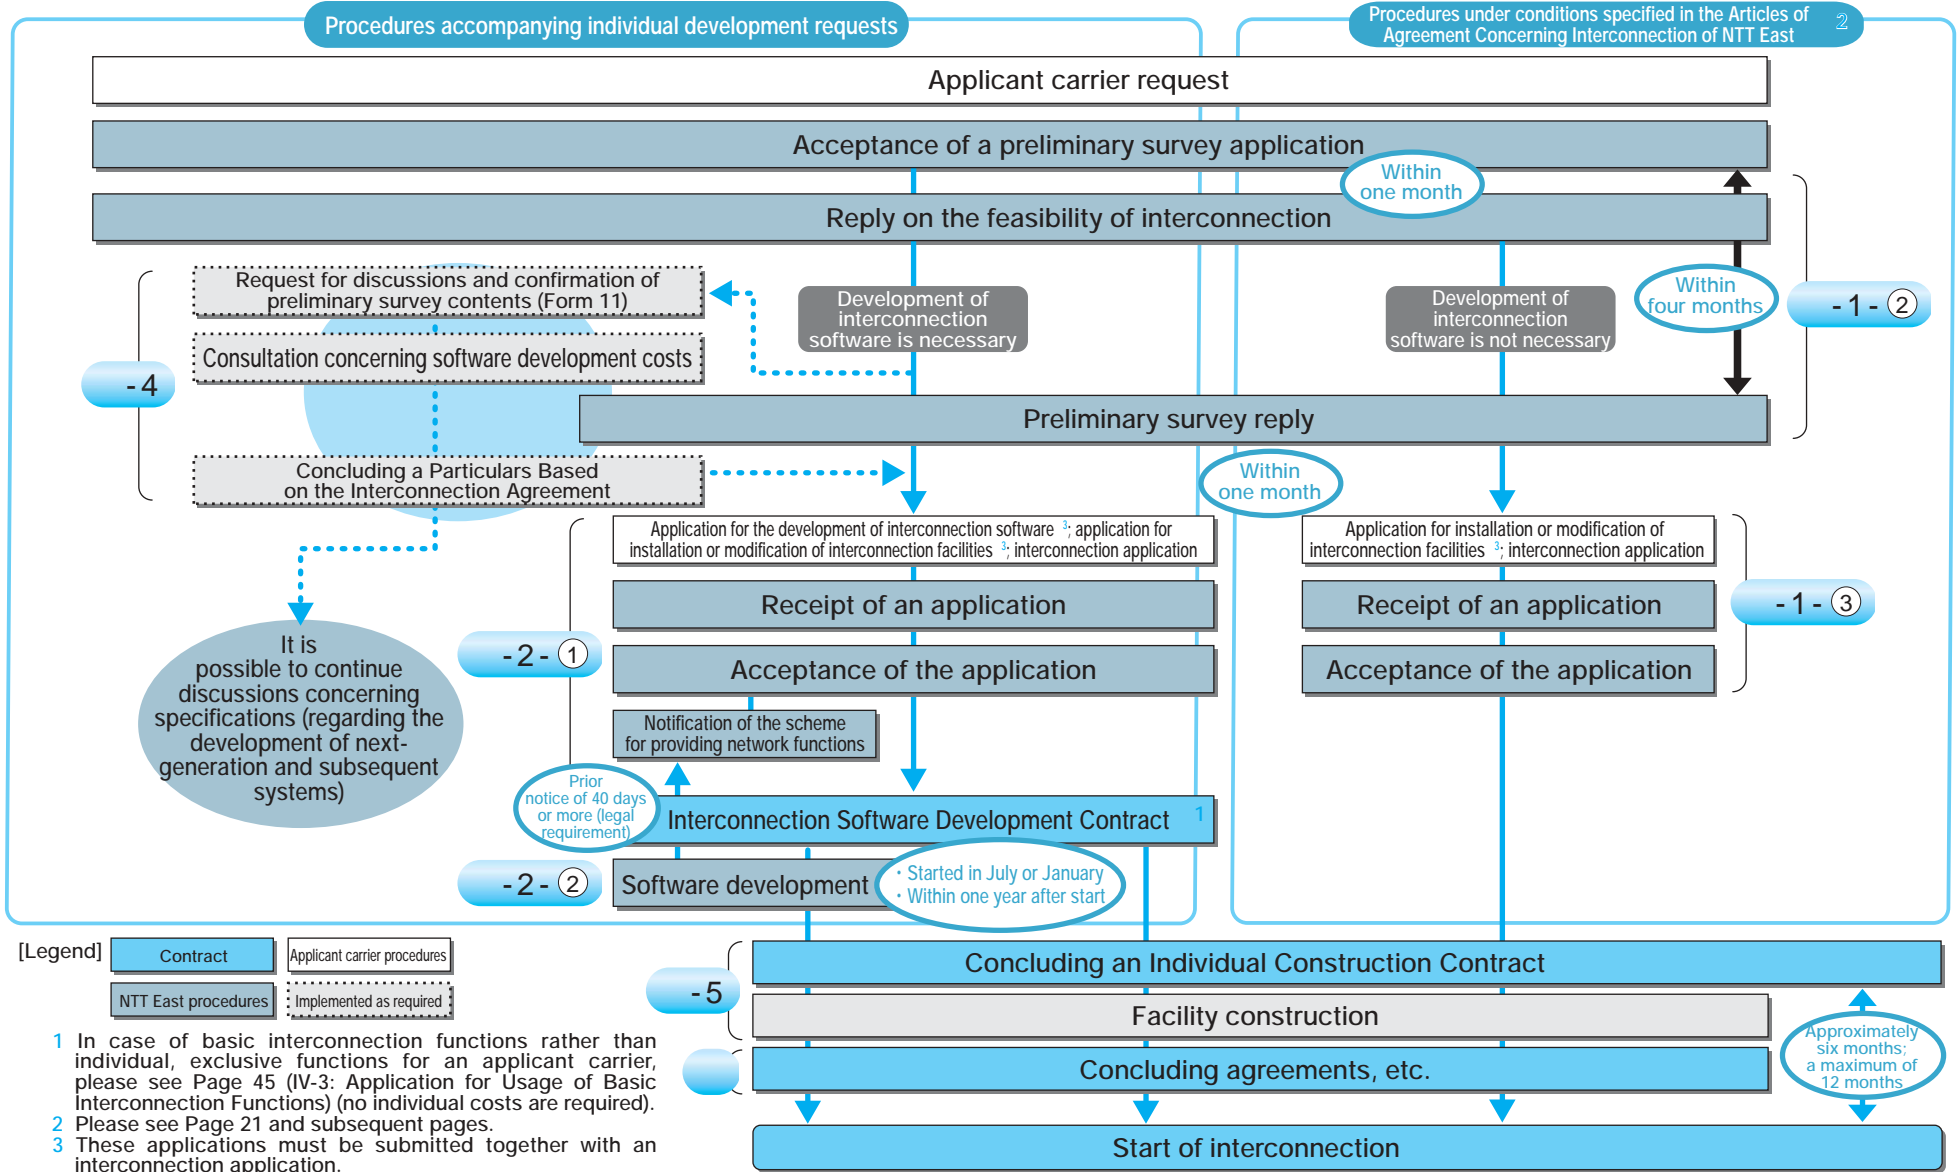 Procedures accompanying individual development requests
Procedures under conditions specified in the Articles of
Agreement Concerning Interconnection of NTT East 2
Applicant carrier request
Acceptance of a preliminary survey application
Within
one month
Reply on the feasibility of interconnection
Request for discussions and confirmation of
preliminary survey contents (Form 11)
Development of
interconnection
software is necessary
Development of
interconnection
software is not necessary
Within
four months
-1-②
Consultation concerning software development costs
-4
Preliminary survey reply
Concluding a Particulars Based
on the Interconnection Agreement
Within
one month
Application for the development of interconnection software 3; application for
installation or modification of interconnection facilities 3; interconnection application
Application for installation or modification of
interconnection facilities 3; interconnection application
Receipt of an application
Receipt of an application
-1-③
-2-①
Acceptance of the application
Acceptance of the application
It is
possible to continue
discussions concerning
specifications (regarding the
development of next-
generation and subsequent
systems)
Notification of the scheme
for providing network functions
Prior
notice of 40 days
or more (legal
requirement)
Interconnection Software Development Contract 1
-2-②
Software development
・Started in July or January
・Within one year after start
[Legend]
Contract
Applicant carrier procedures
NTT East procedures
Implemented as required
-5
Concluding an Individual Construction Contract
Facility construction
Concluding agreements, etc.
Approximately
six months;
a maximum of
12 months
Start of interconnection
1 In case of basic interconnection functions rather than
individual, exclusive functions for an applicant carrier,
please see Page 45 (IV-3: Application for Usage of Basic
Interconnection Functions) (no individual costs are required).
2 Please see Page 21 and subsequent pages.
3 These applications must be submitted together with an
interconnection application.